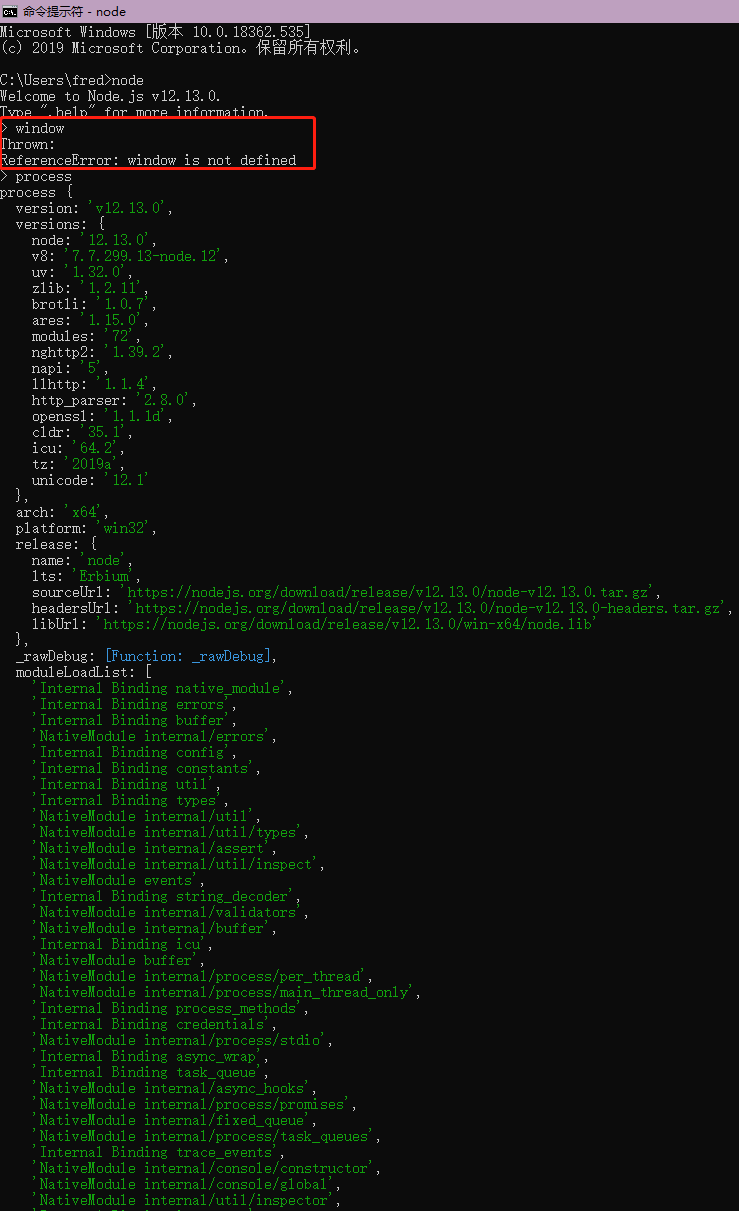 命令提示符 - node
Microsoft Windows [版本 10.0.18362.535]
(c) 2019 Microsoft Corporation。保留所有权利。
C:\Users\fred>node
Welcome to Node.js v12.13.0.
Type ".help" for more information.
> window
Thrown:
ReferenceError: window is not defined
> process
process {
  version: 'v12.13.0',
  versions: {
    node: '12.13.0',
    v8: '7.7.299.13-node.12',
    uv: '1.32.0',
    zlib: '1.2.11',
    brotli: '1.0.7',
    ares: '1.15.0',
    modules: '72',
    nghttp2: '1.39.2',
    napi: '5',
    llhttp: '1.1.4',
    http_parser: '2.8.0',
    openssl: '1.1.1d',
    cldr: '35.1',
    icu: '64.2',
    tz: '2019a',
    unicode: '12.1'
  },
  arch: 'x64',
  platform: 'win32',
  release: {
    name: 'node',
    lts: 'Erbium',
    sourceUrl: 'https://nodejs.org/download/release/v12.13.0/node-v12.13.0.tar.gz',
    headersUrl: 'https://nodejs.org/download/release/v12.13.0/node-v12.13.0-headers.tar.gz',
    libUrl: 'https://nodejs.org/download/release/v12.13.0/win-x64/node.lib'
  },
  _rawDebug: [Function: _rawDebug],
  moduleLoadList: [
    'Internal Binding native_module',
    'Internal Binding errors',
    'Internal Binding buffer',
    'NativeModule internal/errors',
    'Internal Binding config',
    'Internal Binding constants',
    'Internal Binding util',
    'Internal Binding types',
    'NativeModule internal/util',
    'NativeModule internal/util/types',
    'NativeModule internal/assert',
    'NativeModule internal/util/inspect',
    'NativeModule events',
    'Internal Binding string_decoder',
    'NativeModule internal/validators',
    'NativeModule internal/buffer',
    'Internal Binding icu',
    'NativeModule buffer',
    'NativeModule internal/process/per_thread',
    'NativeModule internal/process/main_thread_only',
    'Internal Binding process_methods',
    'Internal Binding credentials',
    'NativeModule internal/process/stdio',
    'Internal Binding async_wrap',
    'Internal Binding task_queue',
    'NativeModule internal/async_hooks',
    'NativeModule internal/process/promises',
    'NativeModule internal/fixed_queue',
    'NativeModule internal/process/task_queues',
    'Internal Binding trace_events',
    'NativeModule internal/console/constructor',
    'NativeModule internal/console/global',
    'NativeModule internal/util/inspector',